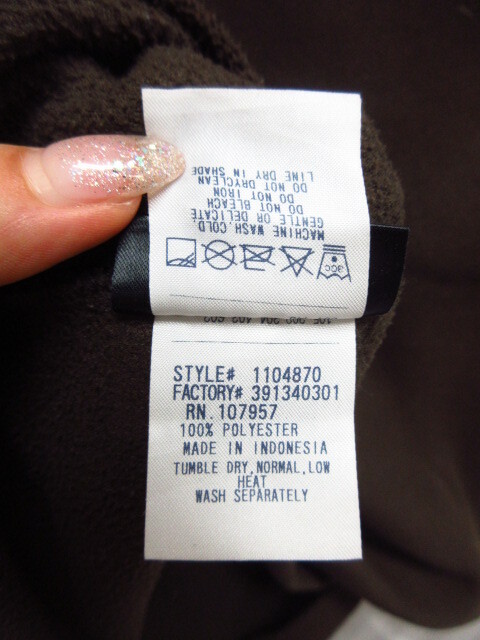 MACHINE WASH, COLD
GENTLE OR DELICATE
DO NOT BLEACH
DO NOT IRON
DO NOT DRYCLEAN
LINE DRY IN SHADE
30C
STYLE# 1104870
FACTORY# 391340301
RN. 107957
100% POLYESTER
MADE IN INDONESIA
TUMBLE DRY,NORMAL,LOW
HEAT
WASH SEPARATELY